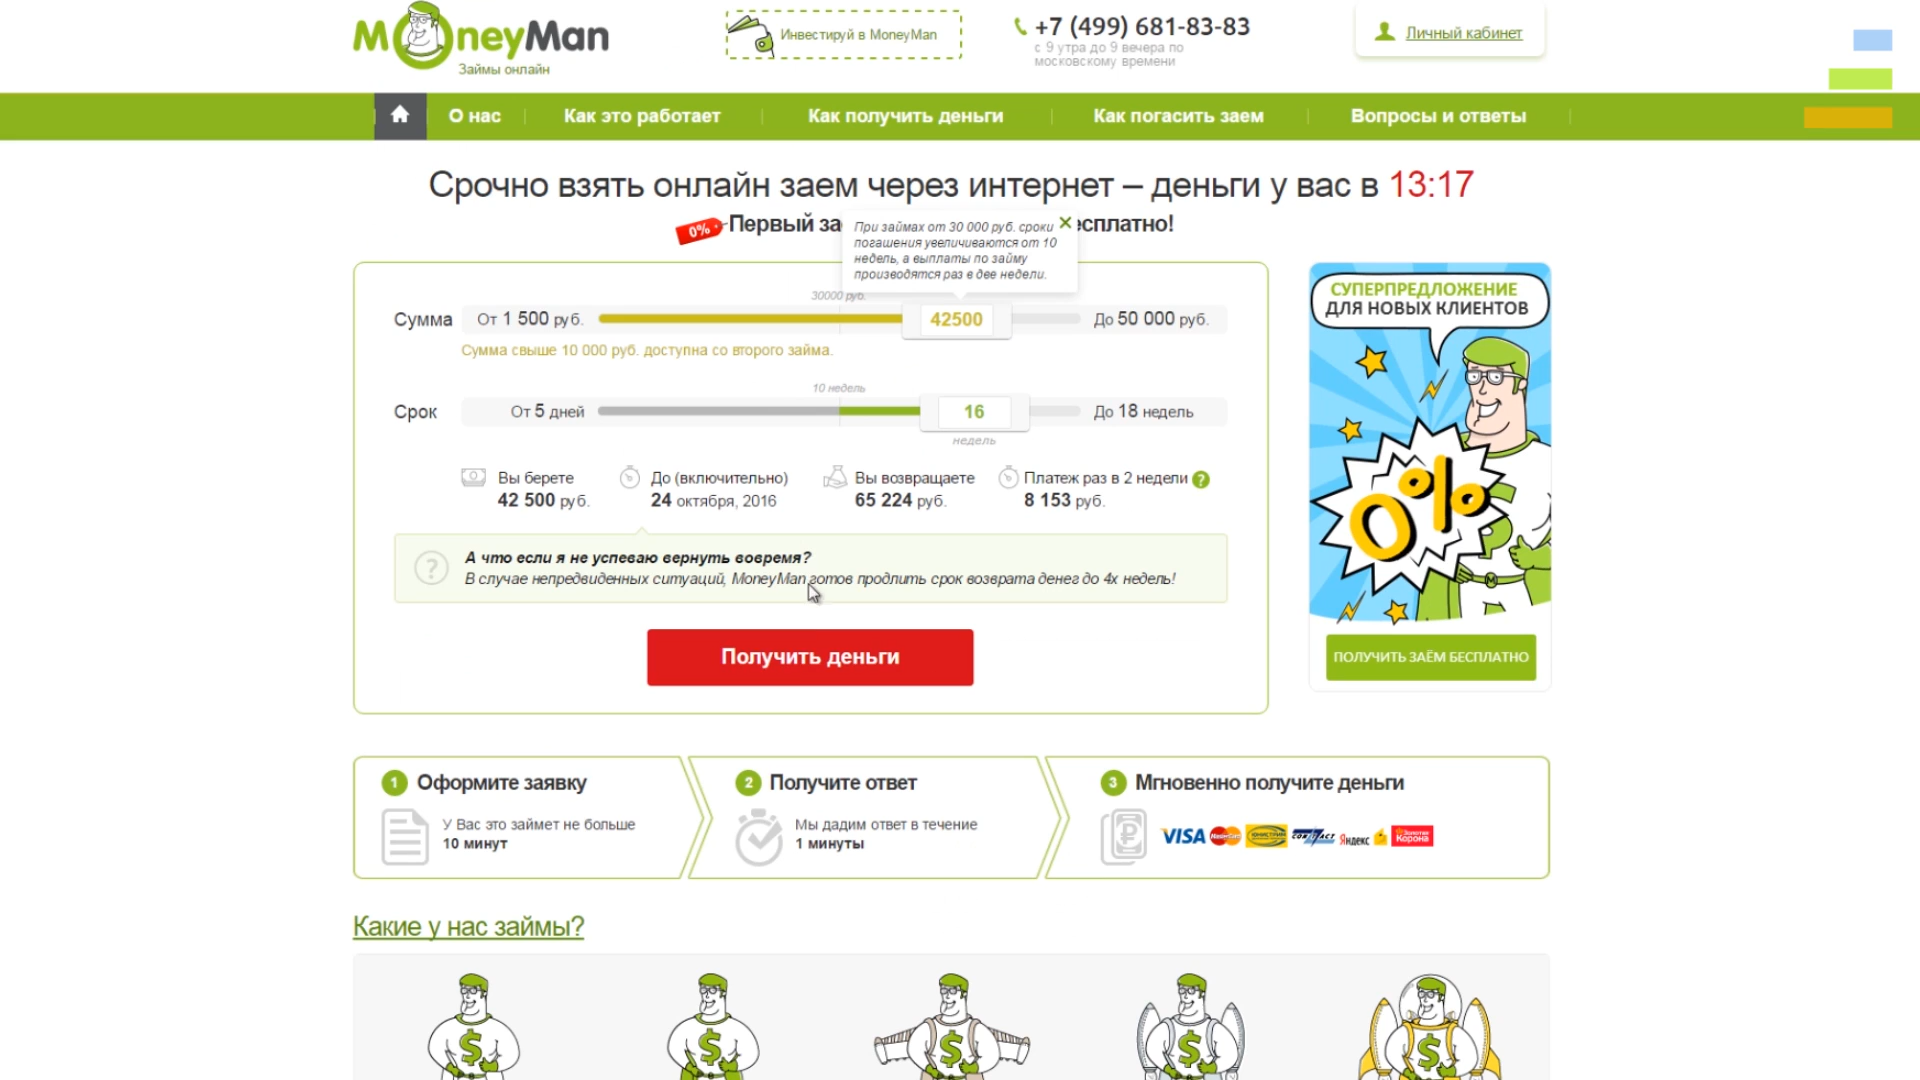 MoneyMan
Займы онлайн
Инвестируй в MoneyMan
+7 (499) 681-83-83
с 9 утра до 9 вечера по
московскому времени
Личный кабинет
О нас
Как это работает
Как получить деньги
Как погасить заем
Вопросы и ответы
Срочно взять онлайн заем через интернет – деньги у вас в 13:17
0%
Первый за
есплатно!
При займах от 30 000 руб. сроки
погашения увеличиваются от 10
недель, а выплаты по займу
производятся раз в две недели.
30000 руб.
Сумма
От 1 500 руб.
42500
До 50 000 руб.
Сумма свыше 10 000 руб. доступна со второго займа.
10 недель
Срок
От 5 дней
16
До 18 недель
недель
Вы берете
42 500 руб.
До (включительно)
24 октября, 2016
Вы возвращаете
65 224 руб.
Платеж раз в 2 недели ?
8 153 руб.
? А что если я не успеваю вернуть вовремя?
В случае непредвиденных ситуаций, MoneyMan готов продлить срок возврата денег до 4х недель!
Получить деньги
СУПЕРПРЕДЛОЖЕНИЕ
ДЛЯ НОВЫХ КЛИЕНТОВ
0%
M
ПОЛУЧИТЬ ЗАЁМ БЕСПЛАТНО
1 Оформите заявку
У Вас это займет не больше
10 минут
2 Получите ответ
Мы дадим ответ в течение
1 минуты
3 Мгновенно получите деньги
VISA MasterCard ЮНИСТРИМ CONTACT Яндекс Золотая Корона
Какие у нас займы?
$ $ $ $ $